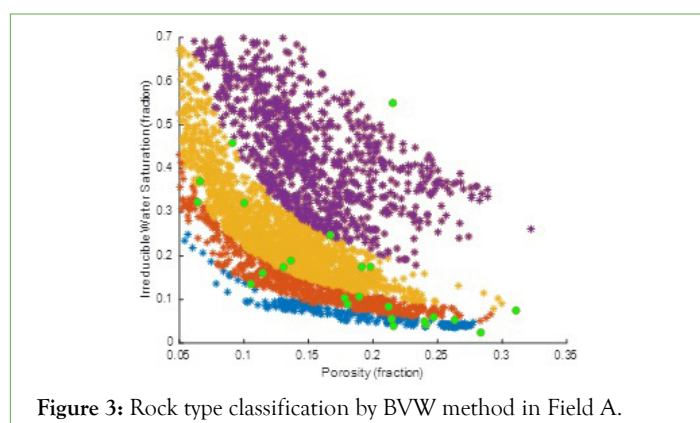 0.7
0.6
0.5
0.4
0.3
0.2
0.1
0
Irreducible Water Saturation (fraction)
0.05 0.1 0.15 0.2 0.25 0.3 0.35
Porosity (fraction)
Figure 3: Rock type classification by BVW method in Field A.